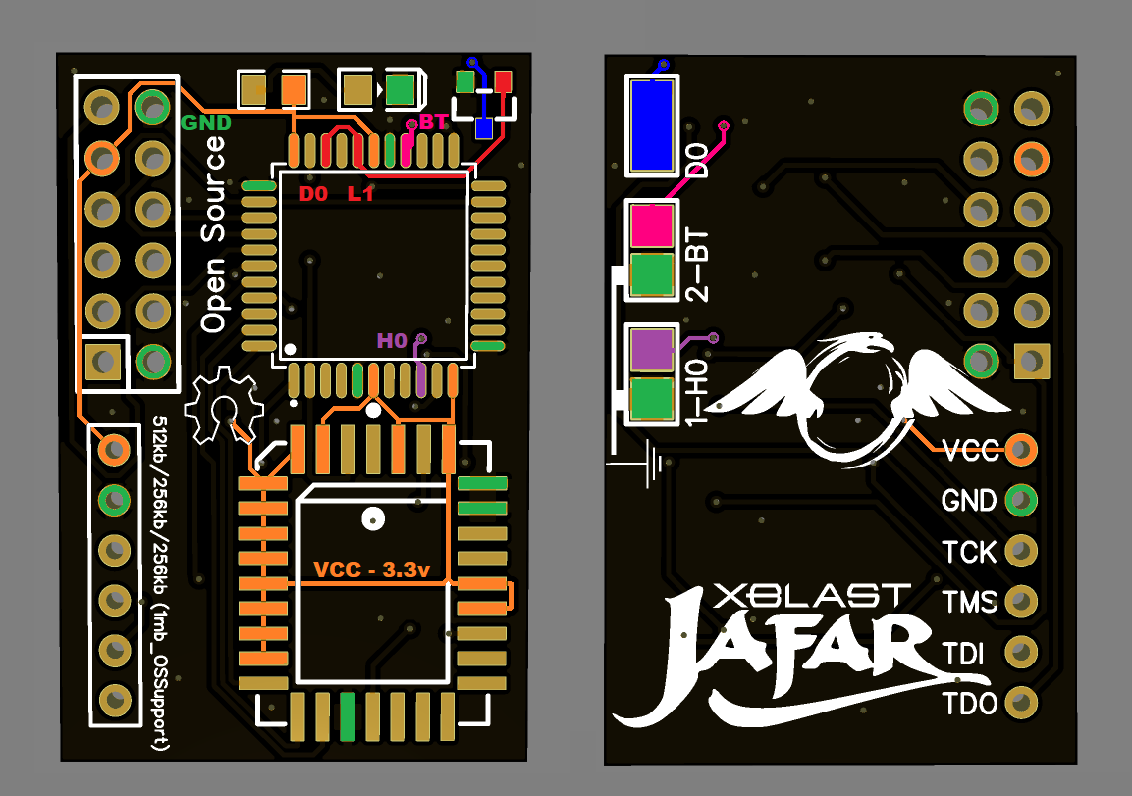 GND
BT
Open Source
D0 L1
H0
512kb/256kb/256kb (1mb_OSSupport)
VCC - 3.3v
D0
2-BT
1-H0
VCC
GND
TCK
TMS
TDI
TDO
X8LAST
JAFAR